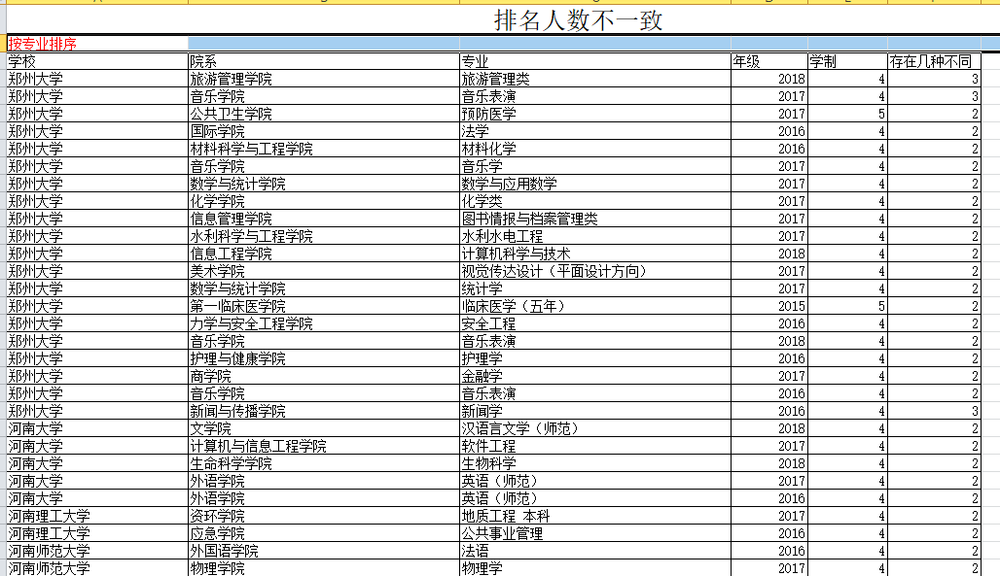 排名人数不一致
按专业排序
学校 院系 专业 年级 学制 存在几种不同
郑州大学 旅游管理学院 旅游管理类 2018 4 3
郑州大学 音乐学院 音乐表演 2017 4 3
郑州大学 公共卫生学院 预防医学 2017 5 2
郑州大学 国际学院 法学 2016 4 2
郑州大学 材料科学与工程学院 材料化学 2016 4 2
郑州大学 音乐学院 音乐学 2017 4 2
郑州大学 数学与统计学院 数学与应用数学 2017 4 2
郑州大学 化学学院 化学类 2017 4 2
郑州大学 信息管理学院 图书情报与档案管理类 2017 4 2
郑州大学 水利科学与工程学院 水利水电工程 2017 4 2
郑州大学 信息工程学院 计算机科学与技术 2018 4 2
郑州大学 美术学院 视觉传达设计（平面设计方向） 2017 4 2
郑州大学 数学与统计学院 统计学 2017 4 2
郑州大学 第一临床医学院 临床医学（五年） 2015 5 2
郑州大学 力学与安全工程学院 安全工程 2016 4 2
郑州大学 音乐学院 音乐表演 2018 4 2
郑州大学 护理与健康学院 护理学 2016 4 2
郑州大学 商学院 金融学 2017 4 2
郑州大学 音乐学院 音乐表演 2016 4 2
郑州大学 新闻与传播学院 新闻学 2016 4 3
河南大学 文学院 汉语言文学（师范） 2018 4 2
河南大学 计算机与信息工程学院 软件工程 2017 4 2
河南大学 生命科学学院 生物科学 2018 4 2
河南大学 外语学院 英语（师范） 2017 4 2
河南大学 外语学院 英语（师范） 2016 4 2
河南理工大学 资环学院 地质工程 本科 2017 4 2
河南理工大学 应急学院 公共事业管理 2016 4 2
河南师范大学 外国语学院 法语 2016 4 2
河南师范大学 物理学院 物理学 2017 4 2